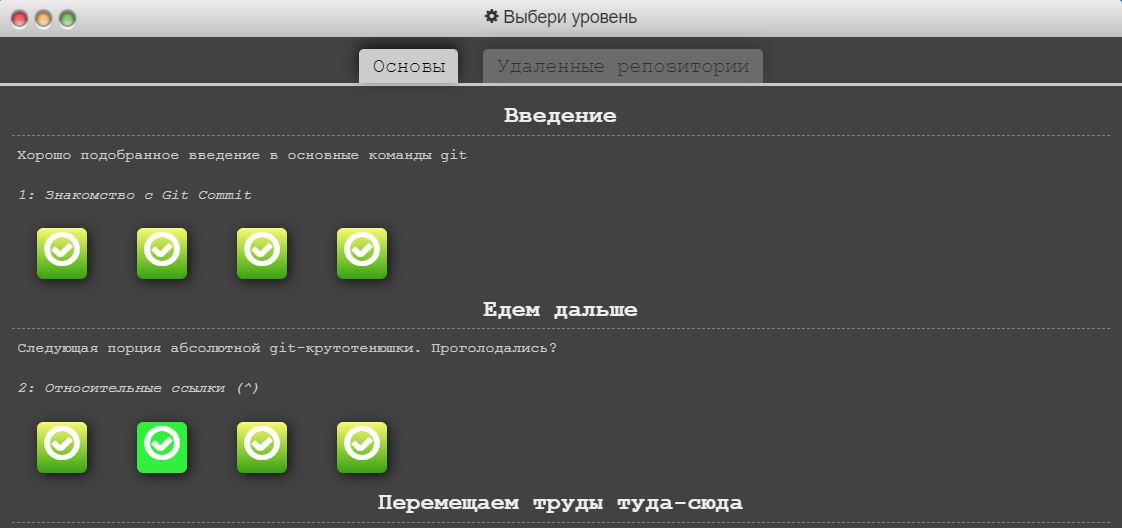 Выбери уровень
Основы
Удаленные репозитории
Введение
Хорошо подобранное введение в основные команды git
1: Знакомство с Git Commit
Едем дальше
Следующая порция абсолютной git-крутотенюшки. Проголодались?
2: Относительные ссылки (^)
Перемещаем труды туда-сюда